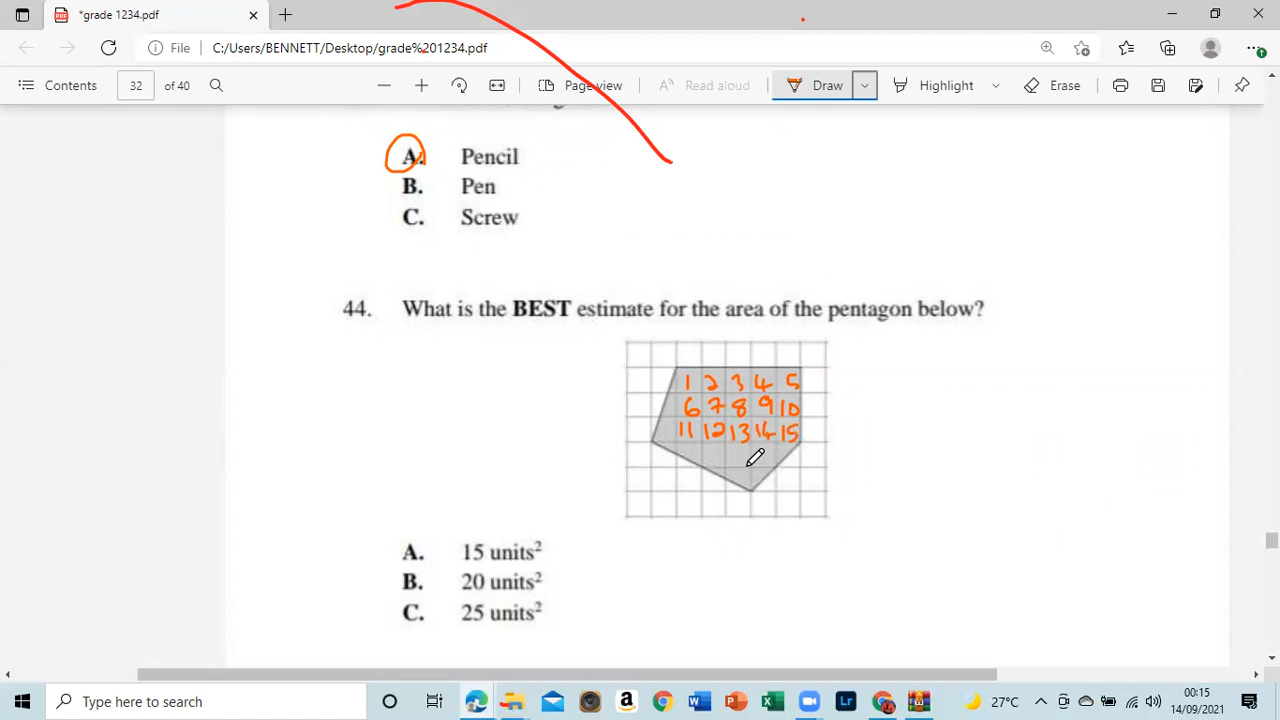 *grade 1234.pdf
File C:/Users/BENNETT/Desktop/grade%201234.pdf
Contents 32 of 40 Page view Read aloud Draw Highlight Erase
A. Pencil
B. Pen
C. Screw
44. What is the BEST estimate for the area of the pentagon below?
1 2 3 4 5
6 7 8 9 10
11 12 13 14 15
A. 15 units²
B. 20 units²
C. 25 units²
Type here to search
27°C
00:15
14/09/2021